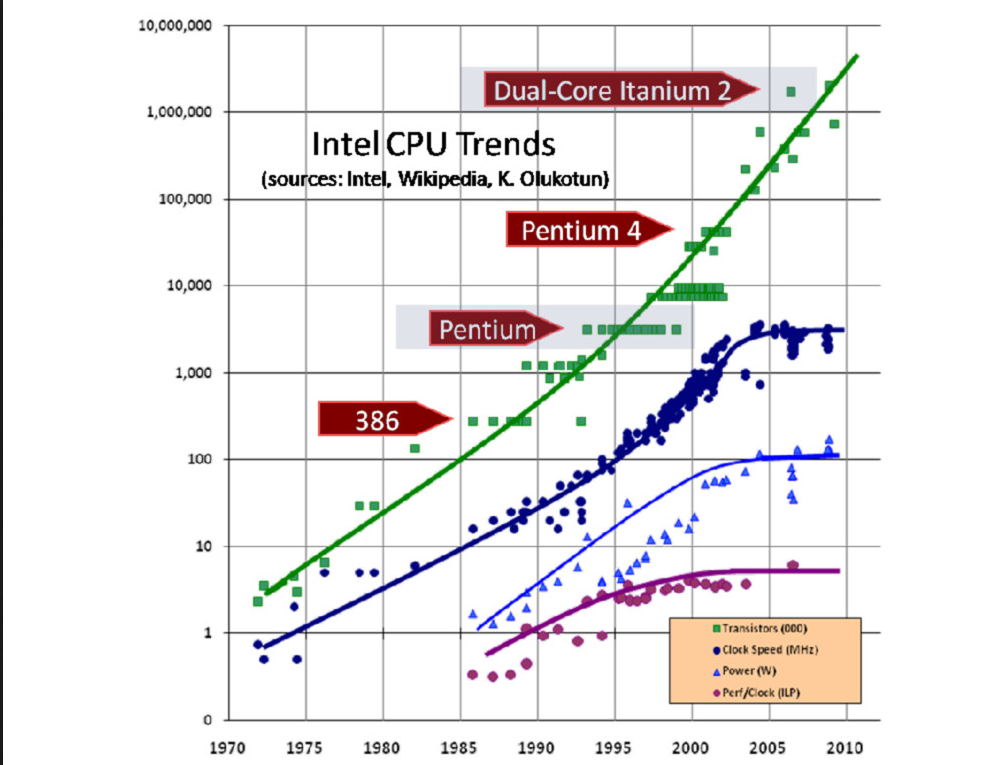 10,000,000
Dual-Core Itanium 2
1,000,000
Intel CPU Trends
(sources: Intel, Wikipedia, K. Olukotun)
100,000
Pentium 4
10,000
Pentium
1,000
386
100
10
1
Transistors (000)
Clock Speed (MHz)
Power (W)
Perf/Clock (ILP)
0
1970 1975 1980 1985 1990 1995 2000 2005 2010